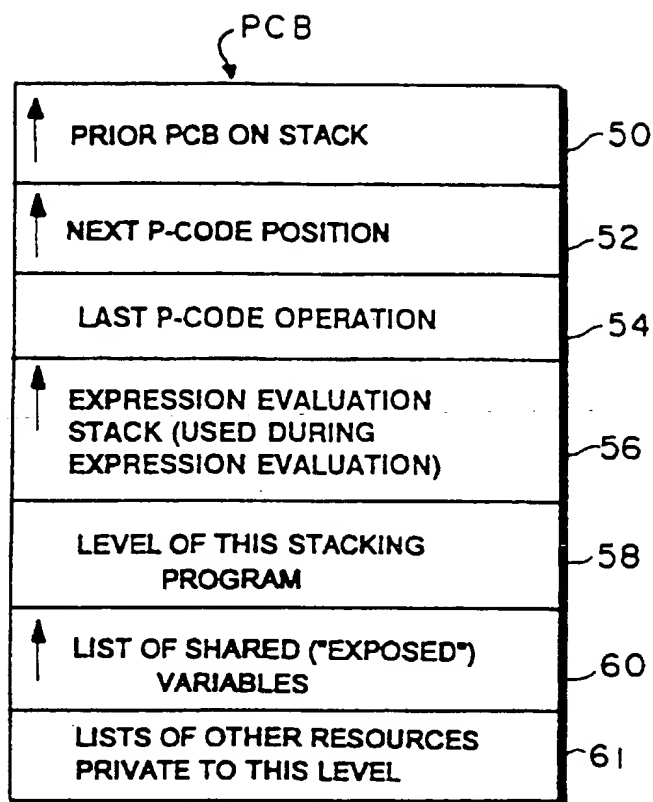 PCB
PRIOR PCB ON STACK
50
NEXT P-CODE POSITION
52
LAST P-CODE OPERATION
54
EXPRESSION EVALUATION
STACK (USED DURING
EXPRESSION EVALUATION)
56
LEVEL OF THIS STACKING
PROGRAM
58
LIST OF SHARED ("EXPOSED")
VARIABLES
60
LISTS OF OTHER RESOURCES
PRIVATE TO THIS LEVEL
61